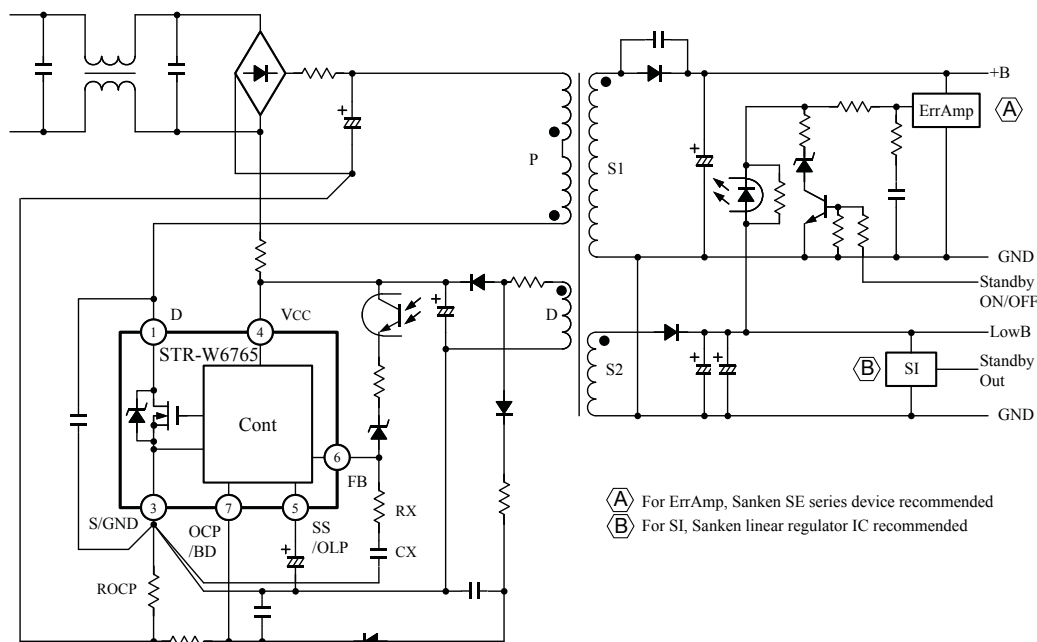 +B
ErrAmp
A
P
S1
GND
Standby
ON/OFF
D
D
VCC
1
4
LowB
STR-W6765
S2
B
SI
Standby
Out
Cont
GND
6
FB
3
7
5
S/GND
OCP
/BD
SS
/OLP
RX
CX
ROCP
A For ErrAmp, Sanken SE series device recommended
B For SI, Sanken linear regulator IC recommended
+
+
+
+
+
+